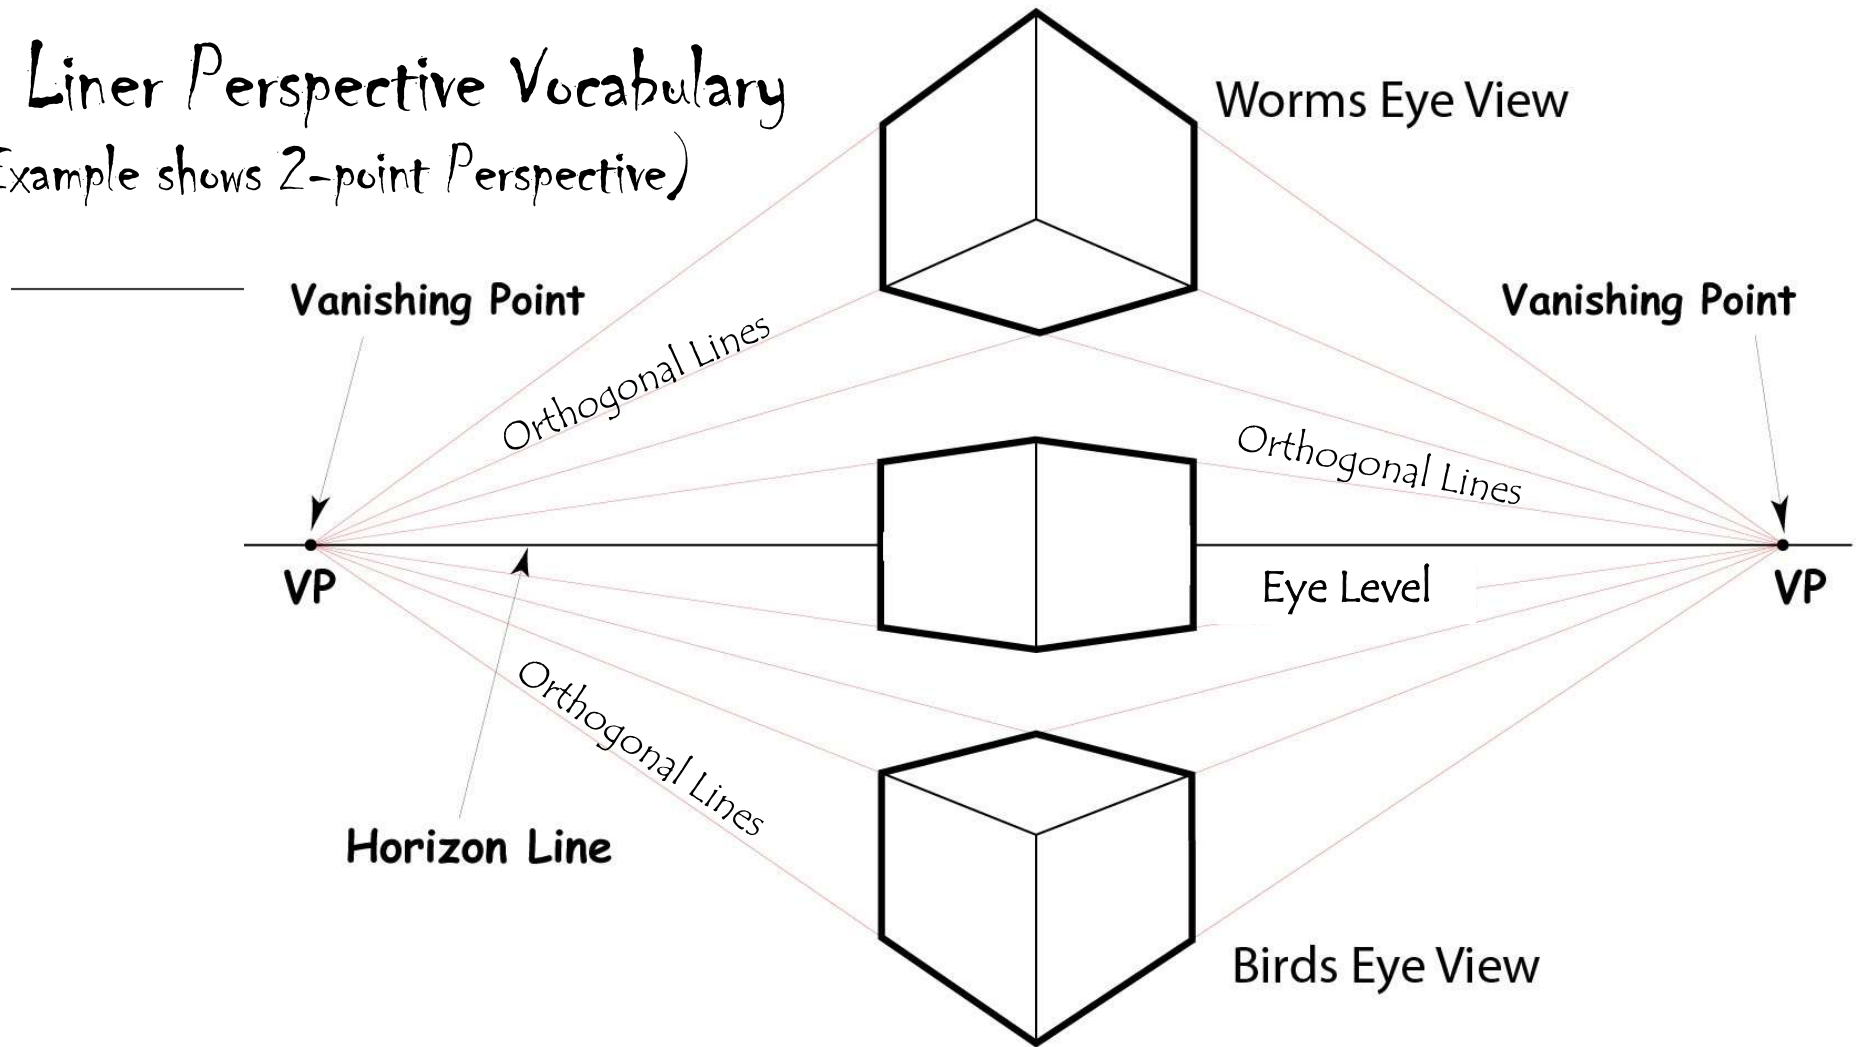 Liner Perspective Vocabulary
Example shows 2-point Perspective)
Worms Eye View
Vanishing Point
Vanishing Point
Orthogonal Lines
Orthogonal Lines
VP
Eye Level
VP
Orthogonal Lines
Horizon Line
Birds Eye View